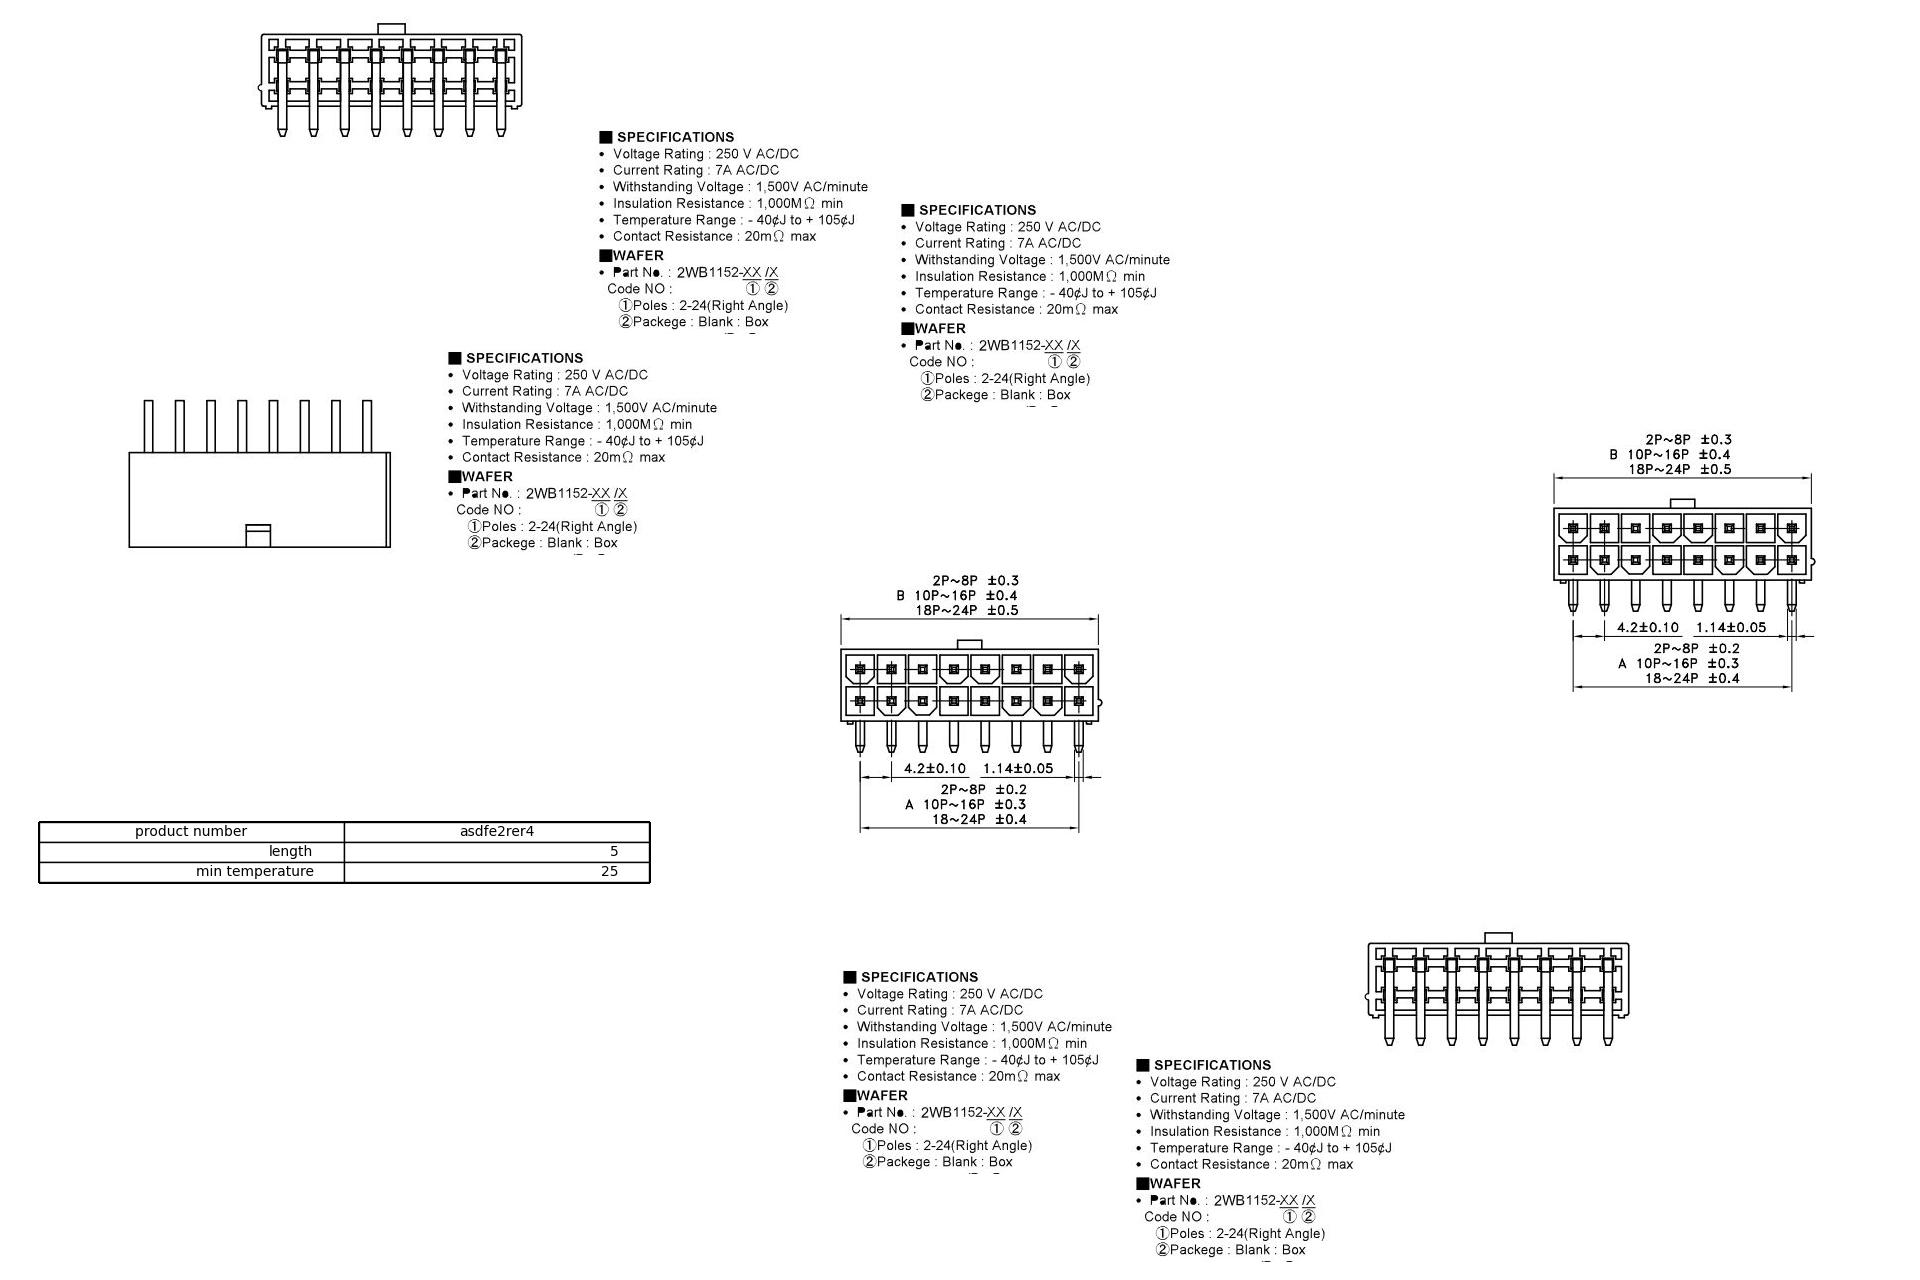 ■ SPECIFICATIONS
• Voltage Rating : 250 V AC/DC
• Current Rating : 7A AC/DC
• Withstanding Voltage : 1,500V AC/minute
• Insulation Resistance : 1,000MΩ min
• Temperature Range : - 40¢J to + 105¢J
• Contact Resistance : 20mΩ max
■WAFER
• Part No. : 2WB1152-XX /X
Code NO : ① ②
①Poles : 2-24(Right Angle)
②Packege : Blank : Box
■ SPECIFICATIONS
• Voltage Rating : 250 V AC/DC
• Current Rating : 7A AC/DC
• Withstanding Voltage : 1,500V AC/minute
• Insulation Resistance : 1,000MΩ min
• Temperature Range : - 40¢J to + 105¢J
• Contact Resistance : 20mΩ max
■WAFER
• Part No. : 2WB1152-XX /X
Code NO : ① ②
①Poles : 2-24(Right Angle)
②Packege : Blank : Box
■ SPECIFICATIONS
• Voltage Rating : 250 V AC/DC
• Current Rating : 7A AC/DC
• Withstanding Voltage : 1,500V AC/minute
• Insulation Resistance : 1,000MΩ min
• Temperature Range : - 40¢J to + 105¢J
• Contact Resistance : 20mΩ max
■WAFER
• Part No. : 2WB1152-XX /X
Code NO : ① ②
①Poles : 2-24(Right Angle)
②Packege : Blank : Box
2P~8P ±0.3
B 10P~16P ±0.4
18P~24P ±0.5
4.2±0.10 1.14±0.05
2P~8P ±0.2
A 10P~16P ±0.3
18~24P ±0.4
2P~8P ±0.3
B 10P~16P ±0.4
18P~24P ±0.5
4.2±0.10 1.14±0.05
2P~8P ±0.2
A 10P~16P ±0.3
18~24P ±0.4
product number asdfe2rer4
length 5
min temperature 25
■ SPECIFICATIONS
• Voltage Rating : 250 V AC/DC
• Current Rating : 7A AC/DC
• Withstanding Voltage : 1,500V AC/minute
• Insulation Resistance : 1,000MΩ min
• Temperature Range : - 40¢J to + 105¢J
• Contact Resistance : 20mΩ max
■WAFER
• Part No. : 2WB1152-XX /X
Code NO : ① ②
①Poles : 2-24(Right Angle)
②Packege : Blank : Box
■ SPECIFICATIONS
• Voltage Rating : 250 V AC/DC
• Current Rating : 7A AC/DC
• Withstanding Voltage : 1,500V AC/minute
• Insulation Resistance : 1,000MΩ min
• Temperature Range : - 40¢J to + 105¢J
• Contact Resistance : 20mΩ max
■WAFER
• Part No. : 2WB1152-XX /X
Code NO : ① ②
①Poles : 2-24(Right Angle)
②Packege : Blank : Box